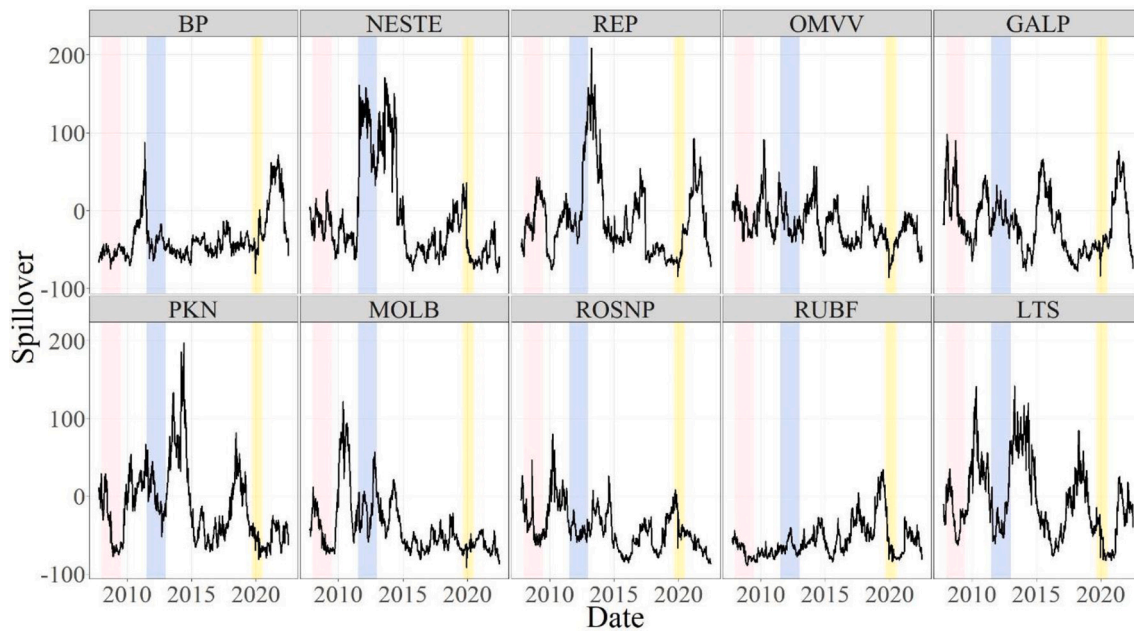 BP NESTE REP OMVV GALP
200
100
0
-100
PKN MOLB ROSNP RUBF LTS
200
100
0
-100
Spillover
2010 2015 2020 2010 2015 2020 2010 2015 2020 2010 2015 2020 2010 2015 2020
Date